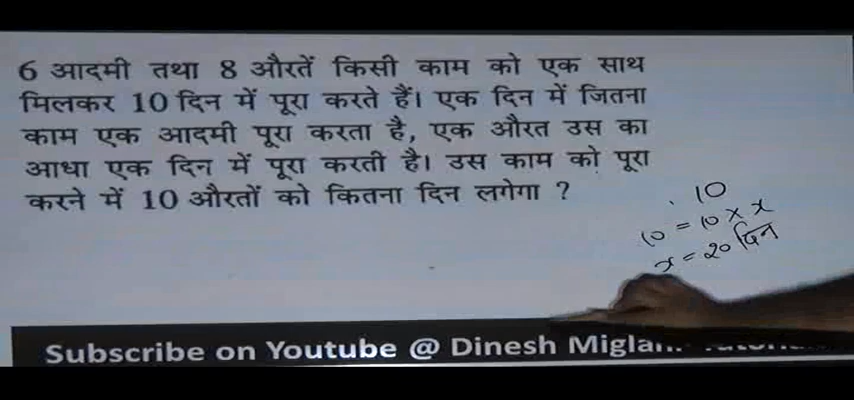 6 आदमी तथा 8 औरतें किसी काम को एक साथ
मिलकर 10 दिन में पूरा करते हैं। एक दिन में जितना
काम एक आदमी पूरा करता है, एक औरत उस का
आधा एक दिन में पूरा करती है। उस काम को पूरा
करने में 10 औरतों को कितना दिन लगेगा ?
10
10 = 10 × x
x = 20 दिन
Subscribe on Youtube @ Dinesh Miglani